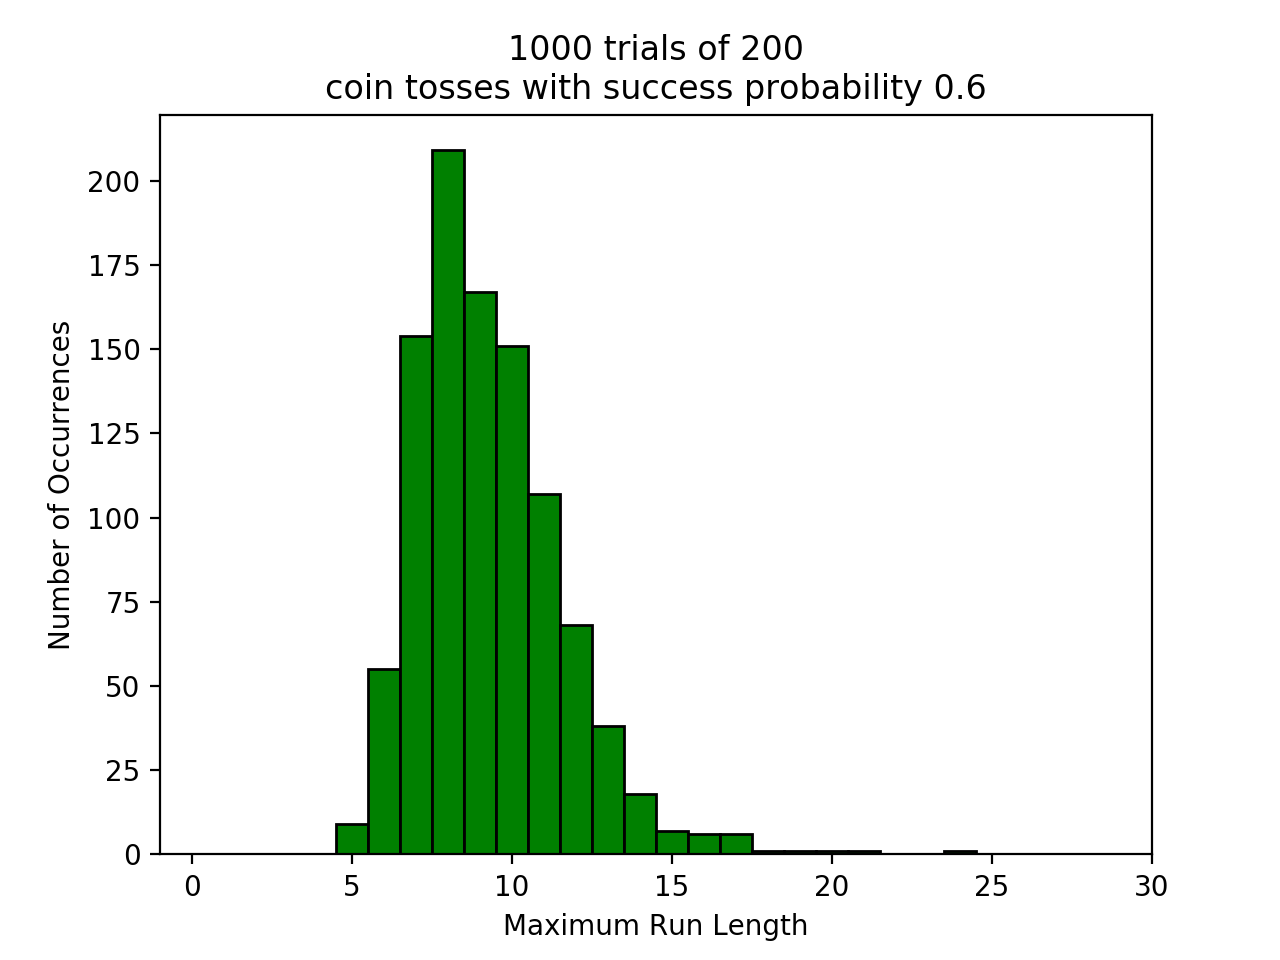 1000 trials of 200
coin tosses with success probability 0.6
Number of Occurrences
200
175
150
125
100
75
50
25
0
0 5 10 15 20 25 30
Maximum Run Length